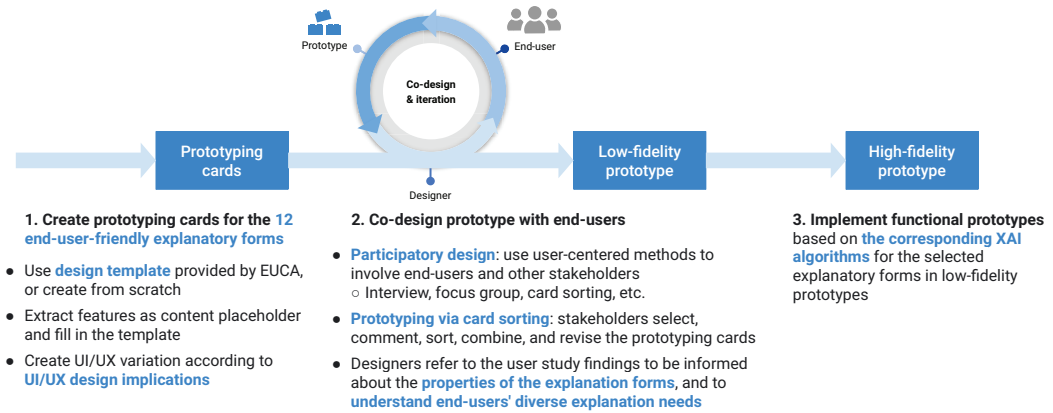 Prototype
End-user
Co-design
& iteration
Prototyping
cards
Low-fidelity
prototype
High-fidelity
prototype
Designer
1. Create prototyping cards for the 12
end-user-friendly explanatory forms
● Use design template provided by EUCA,
or create from scratch
● Extract features as content placeholder
and fill in the template
● Create UI/UX variation according to
UI/UX design implications
2. Co-design prototype with end-users
● Participatory design: use user-centered methods to
involve end-users and other stakeholders
○ Interview, focus group, card sorting, etc.
● Prototyping via card sorting: stakeholders select,
comment, sort, combine, and revise the prototyping cards
● Designers refer to the user study findings to be informed
about the properties of the explanation forms, and to
understand end-users' diverse explanation needs
3. Implement functional prototypes
based on the corresponding XAI
algorithms for the selected
explanatory forms in low-fidelity
prototypes